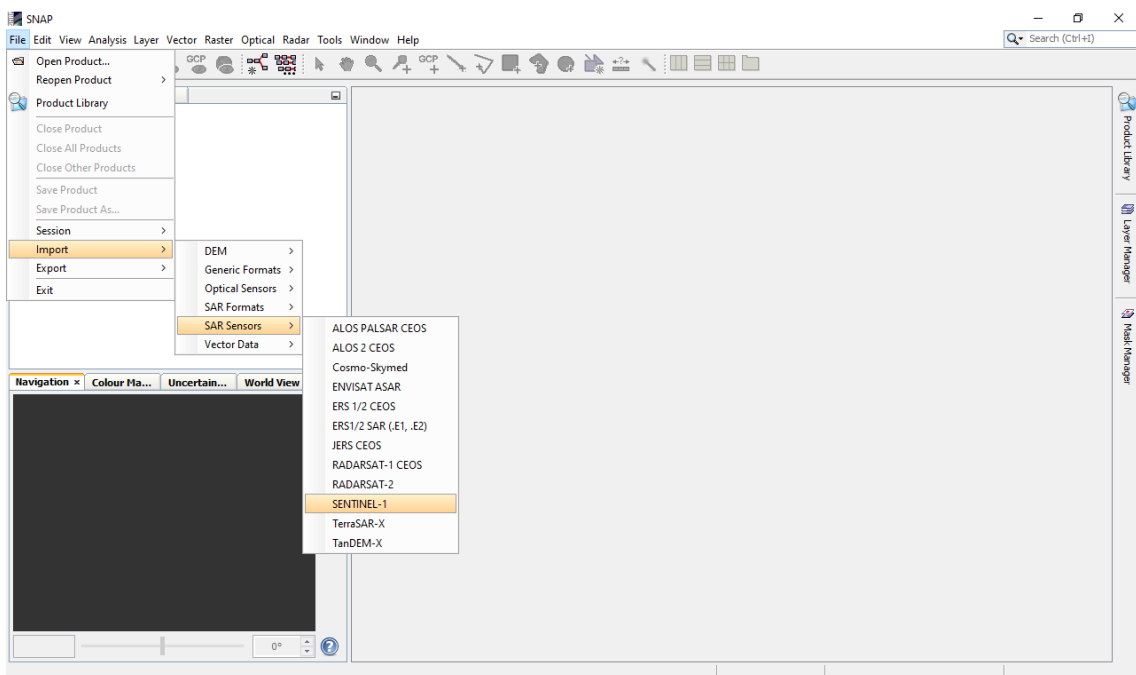 SNAP
File Edit View Analysis Layer Vector Raster Optical Radar Tools Window Help
Search (Ctrl+I)
Open Product...
GCP
GCP
Reopen Product
Product Library
Close Product
Close All Products
Close Other Products
Save Product
Save Product As...
Session
Import
Export
Exit
DEM
Generic Formats
Optical Sensors
SAR Formats
SAR Sensors
Vector Data
ALOS PALSAR CEOS
ALOS 2 CEOS
Cosmo-Skymed
ENVISAT ASAR
ERS 1/2 CEOS
ERS1/2 SAR (.E1, .E2)
JERS CEOS
RADARSAT-1 CEOS
RADARSAT-2
SENTINEL-1
TerraSAR-X
TanDEM-X
Navigation × Colour Ma... Uncertain... World View
0°
Product Library
Layer Manager
Mask Manager